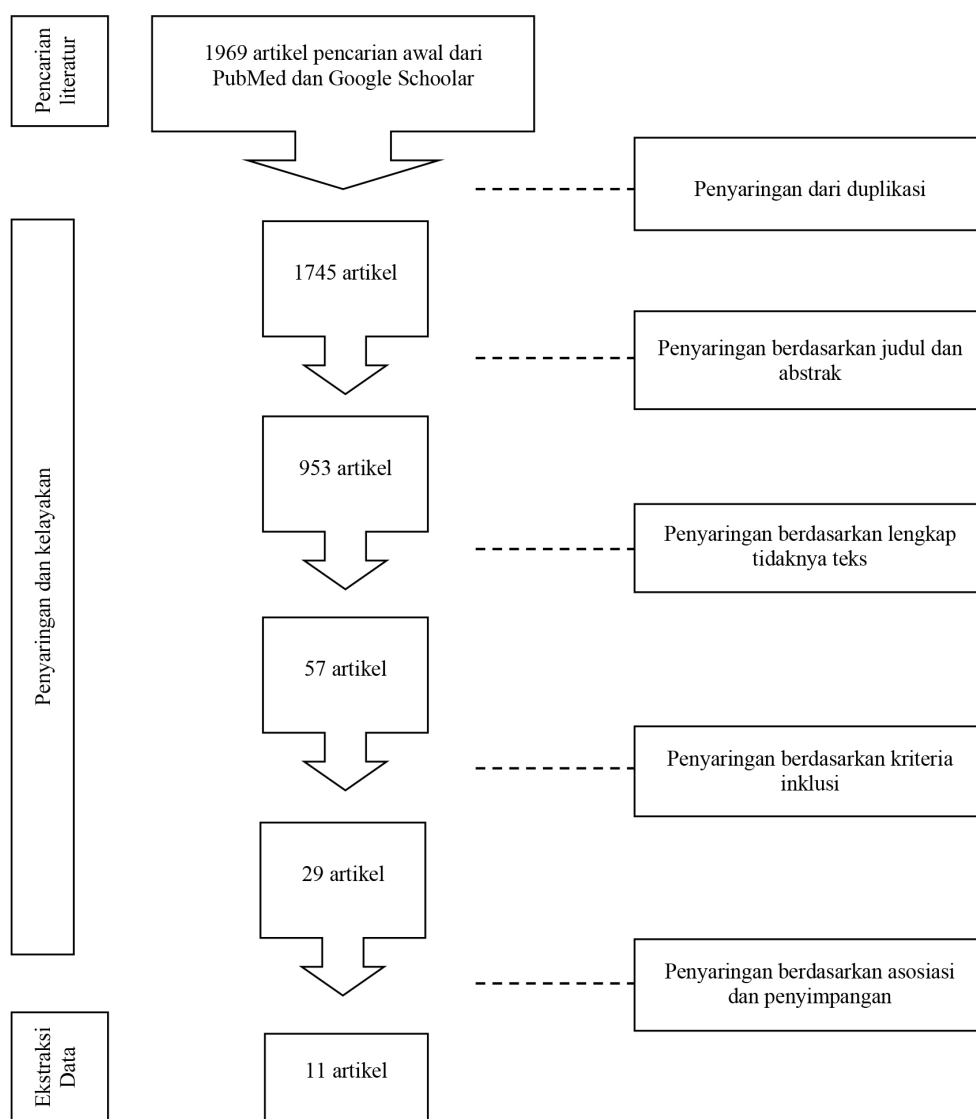 Pencarian
literatur
1969 artikel pencarian awal dari
PubMed dan Google Schoolar
Penyaringan dari duplikasi
Penyaringan dan kelayakan
1745 artikel
Penyaringan berdasarkan judul dan
abstrak
953 artikel
Penyaringan berdasarkan lengkap
tidaknya teks
57 artikel
Penyaringan berdasarkan kriteria
inklusi
29 artikel
Penyaringan berdasarkan asosiasi
dan penyimpangan
Ekstraksi
Data
11 artikel